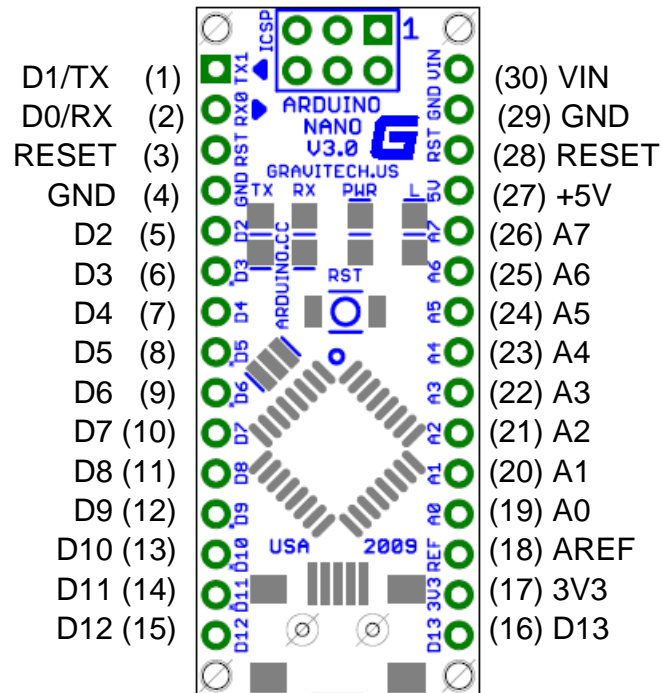 D1/TX (1)
D0/RX (2)
RESET (3)
GND (4)
D2 (5)
D3 (6)
D4 (7)
D5 (8)
D6 (9)
D7 (10)
D8 (11)
D9 (12)
D10 (13)
D11 (14)
D12 (15)
ICSP
1
TX1
RX0
RST
GND
D2
D3
D4
D5
D6
D7
D8
D9
D10
D11
D12
ARDUINO
NANO
V3.0
G
GRAVITECH.US
TX RX PWR L
ARDUINO.CC
RST
USA 2009
VIN
GND
RST
5V
A7
A6
A5
A4
A3
A2
A1
A0
REF
3V3
D13
(30) VIN
(29) GND
(28) RESET
(27) +5V
(26) A7
(25) A6
(24) A5
(23) A4
(22) A3
(21) A2
(20) A1
(19) A0
(18) AREF
(17) 3V3
(16) D13